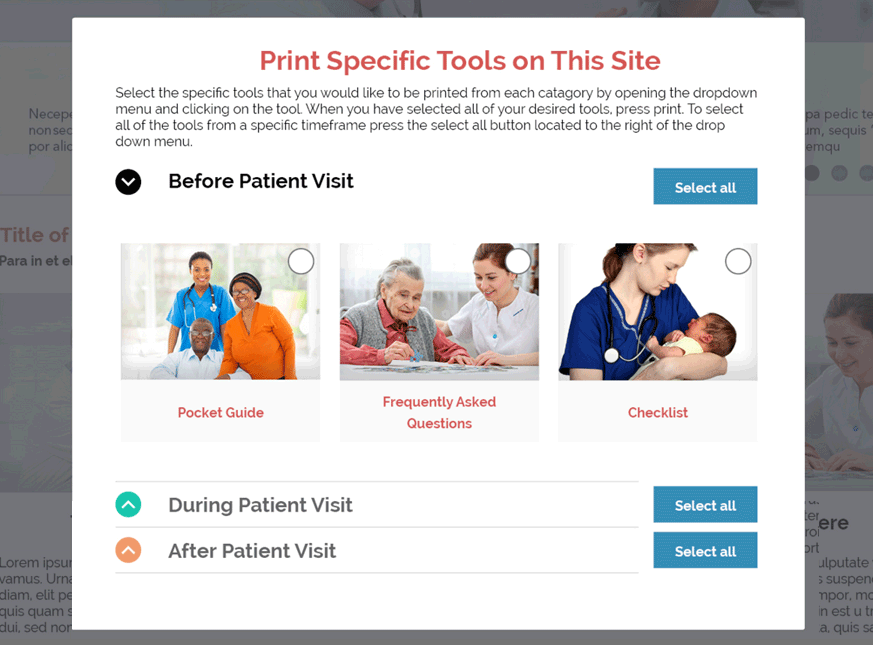 Print Specific Tools on This Site
Select the specific tools that you would like to be printed from each catagory by opening the dropdown
menu and clicking on the tool. When you have selected all of your desired tools, press print. To select
all of the tools from a specific timeframe press the select all button located to the right of the drop
down menu.
Before Patient Visit
Select all
Pocket Guide
Frequently Asked
Questions
Checklist
During Patient Visit
Select all
After Patient Visit
Select all
Necepe
nonsec
por alic
pa pedic te
um, sequis
emqu
Title of
Para in et el
ere
Lorem ipsur
vamus. Urna
diam, elit pe
quis quam s
dui, sed nor
ulputate
s suspend
mpor, mo
in est u tr
a, quis sa